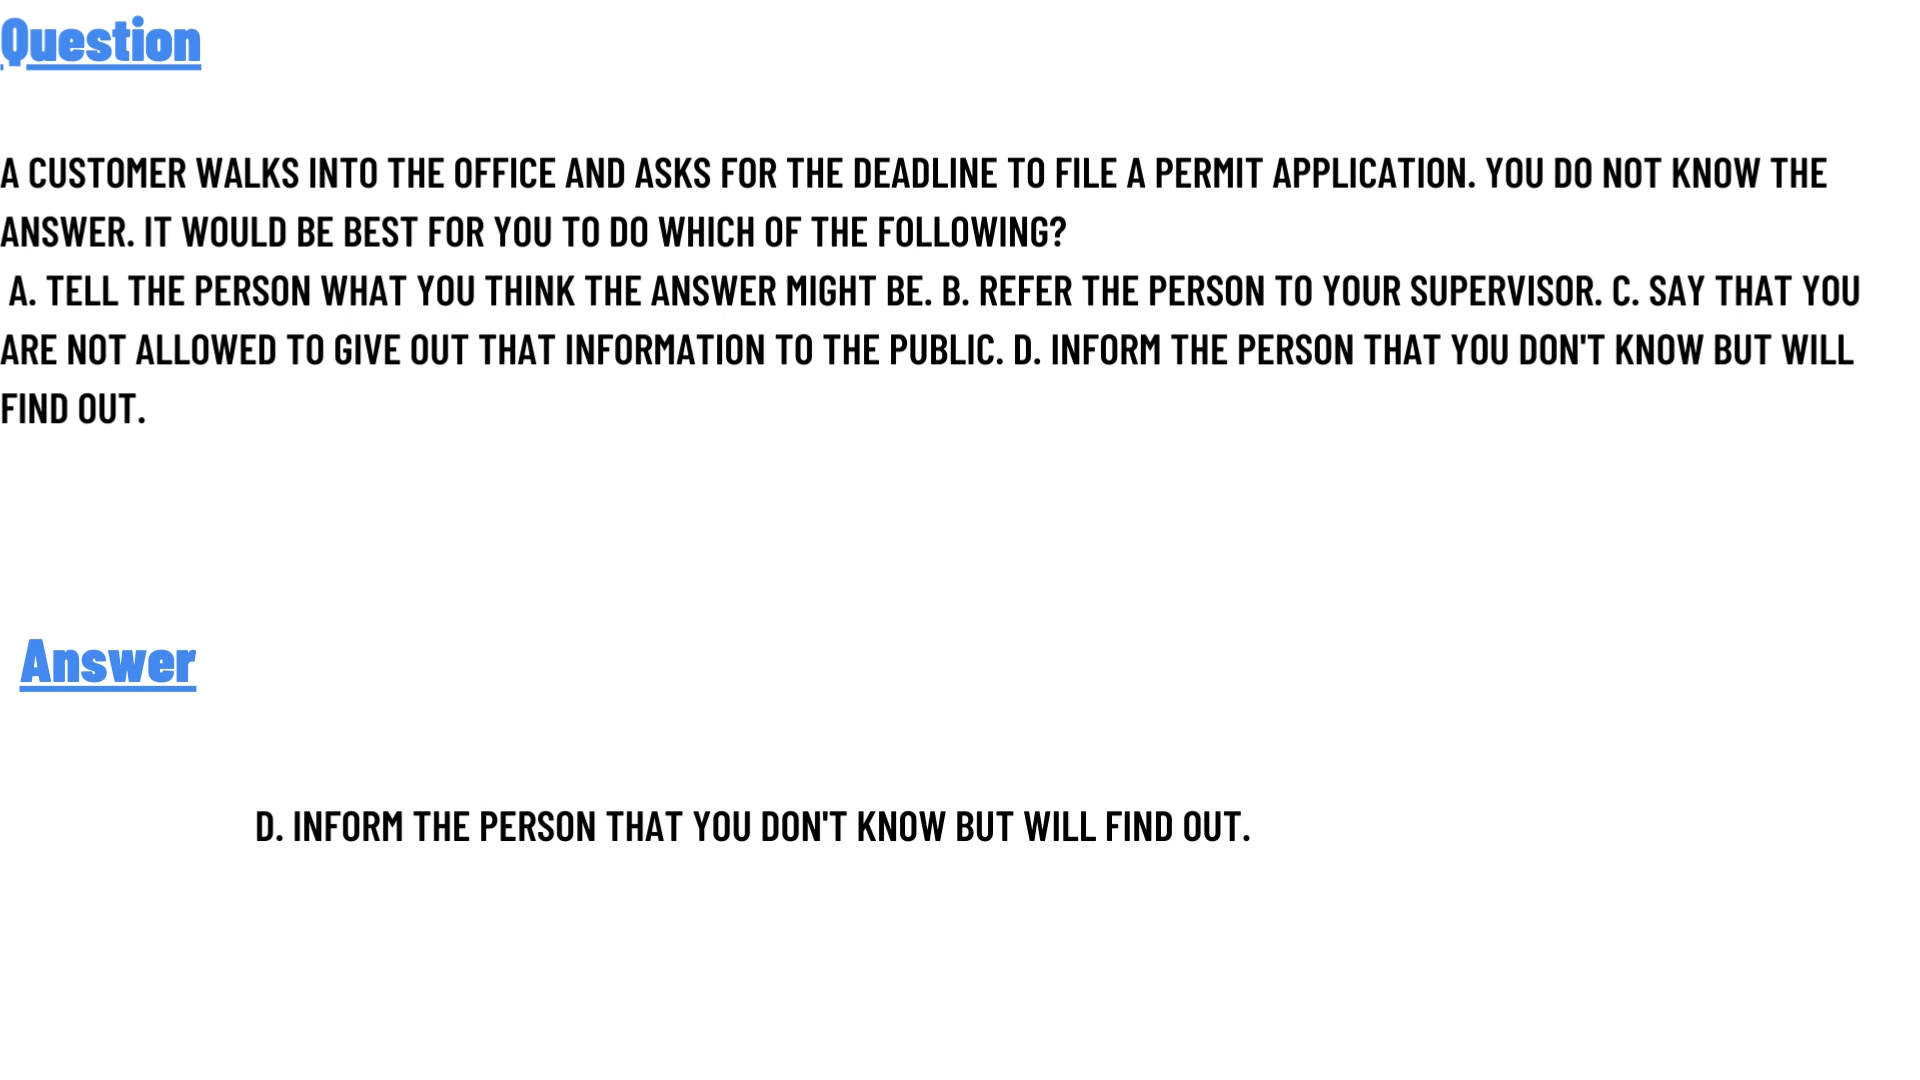 Question
A CUSTOMER WALKS INTO THE OFFICE AND ASKS FOR THE DEADLINE TO FILE A PERMIT APPLICATION. YOU DO NOT KNOW THE
ANSWER. IT WOULD BE BEST FOR YOU TO DO WHICH OF THE FOLLOWING?
A. TELL THE PERSON WHAT YOU THINK THE ANSWER MIGHT BE. B. REFER THE PERSON TO YOUR SUPERVISOR. C. SAY THAT YOU
ARE NOT ALLOWED TO GIVE OUT THAT INFORMATION TO THE PUBLIC. D. INFORM THE PERSON THAT YOU DON'T KNOW BUT WILL
FIND OUT.
Answer
D. INFORM THE PERSON THAT YOU DON'T KNOW BUT WILL FIND OUT.